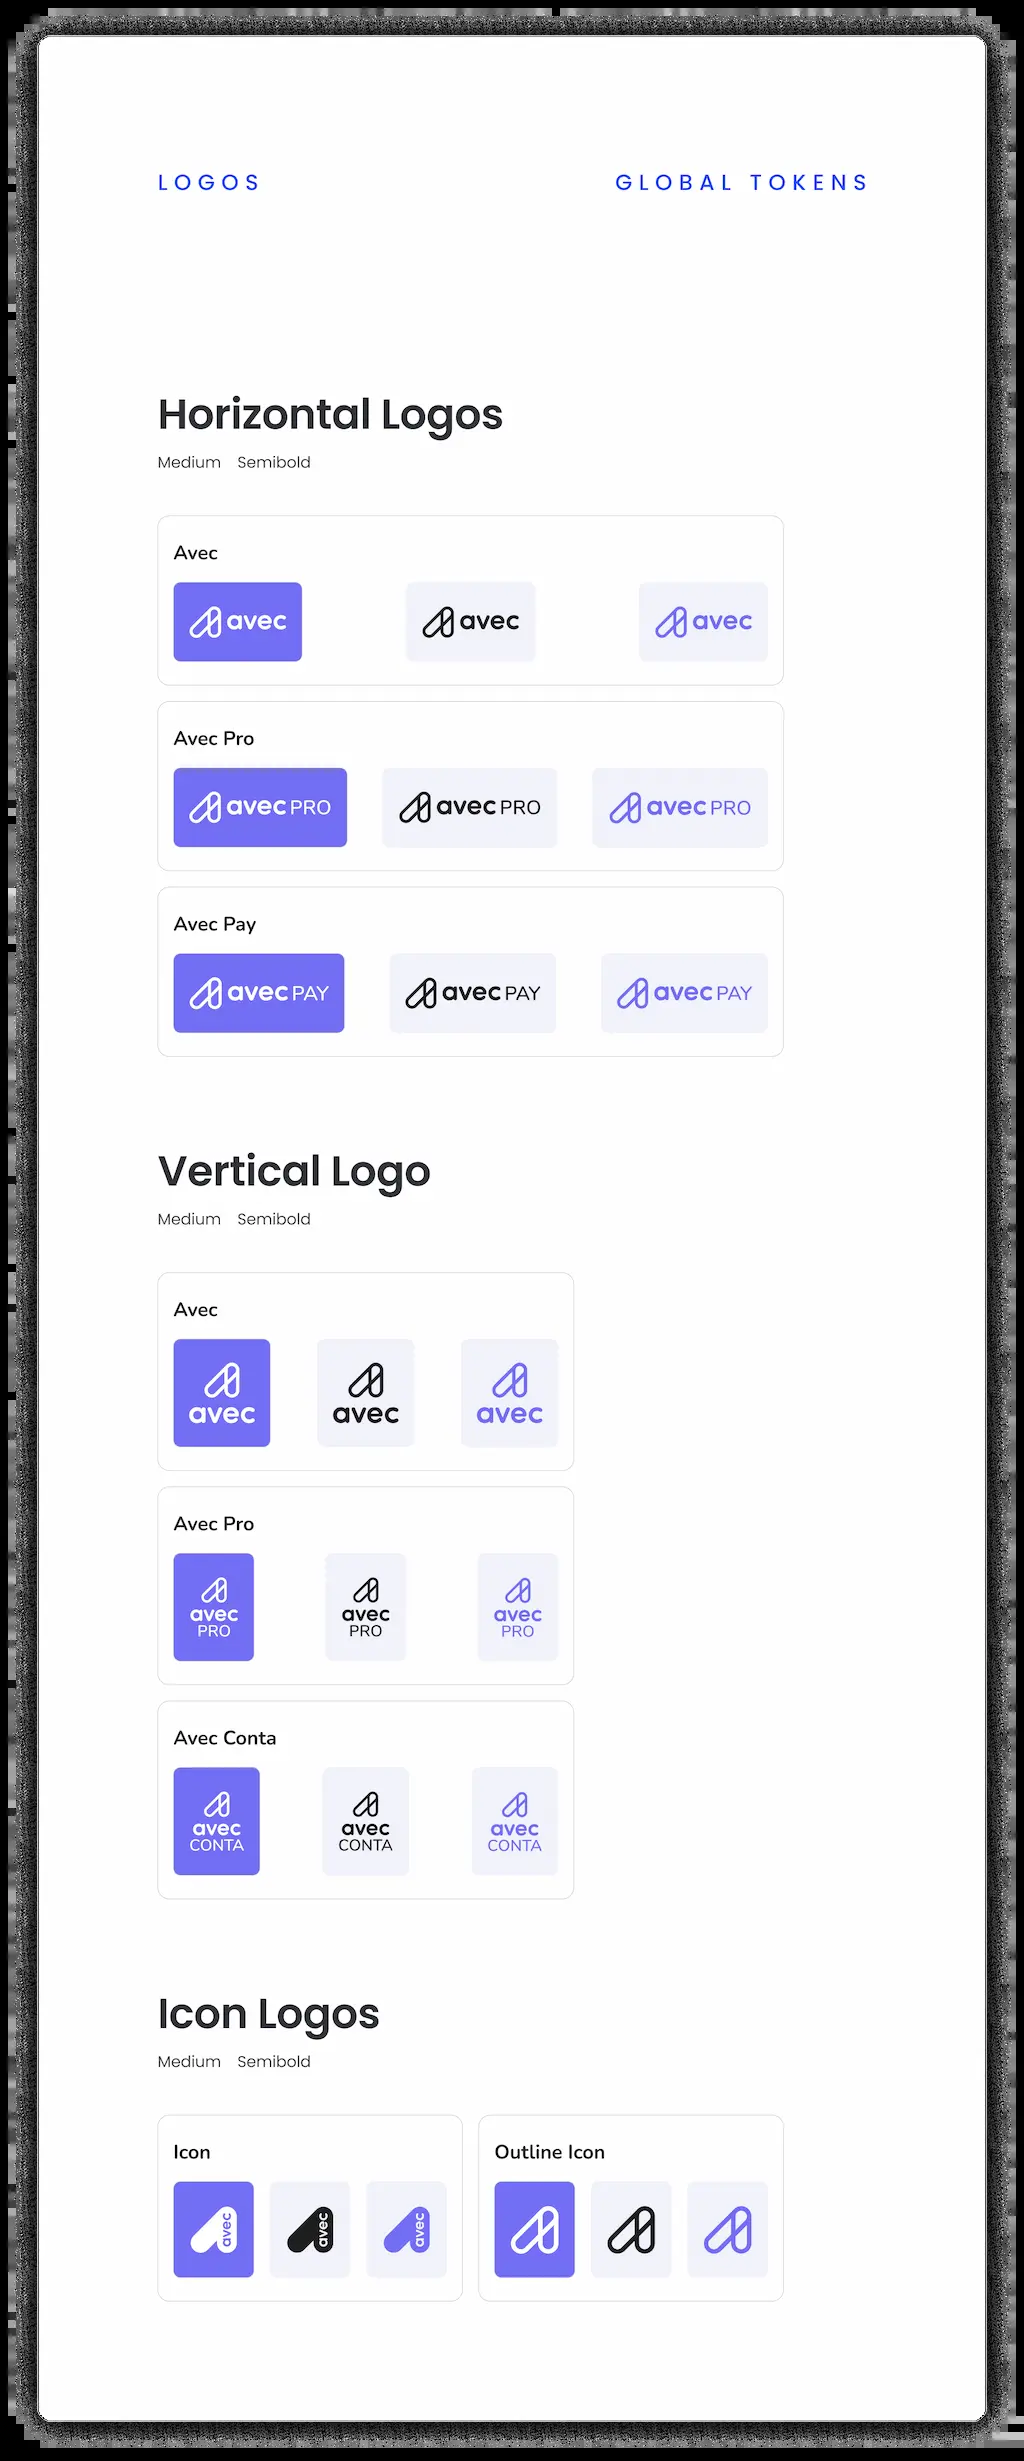 LOGOS GLOBAL TOKENS
Horizontal Logos
Medium Semibold
Avec
avec avec avec
Avec Pro
avec PRO avec PRO avec PRO
Avec Pay
avec PAY avec PAY avec PAY
Vertical Logo
Medium Semibold
Avec
avec avec avec
Avec Pro
avec avec avec
PRO PRO PRO
Avec Conta
avec avec avec
CONTA CONTA CONTA
Icon Logos
Medium Semibold
Icon Outline Icon
avec avec avec